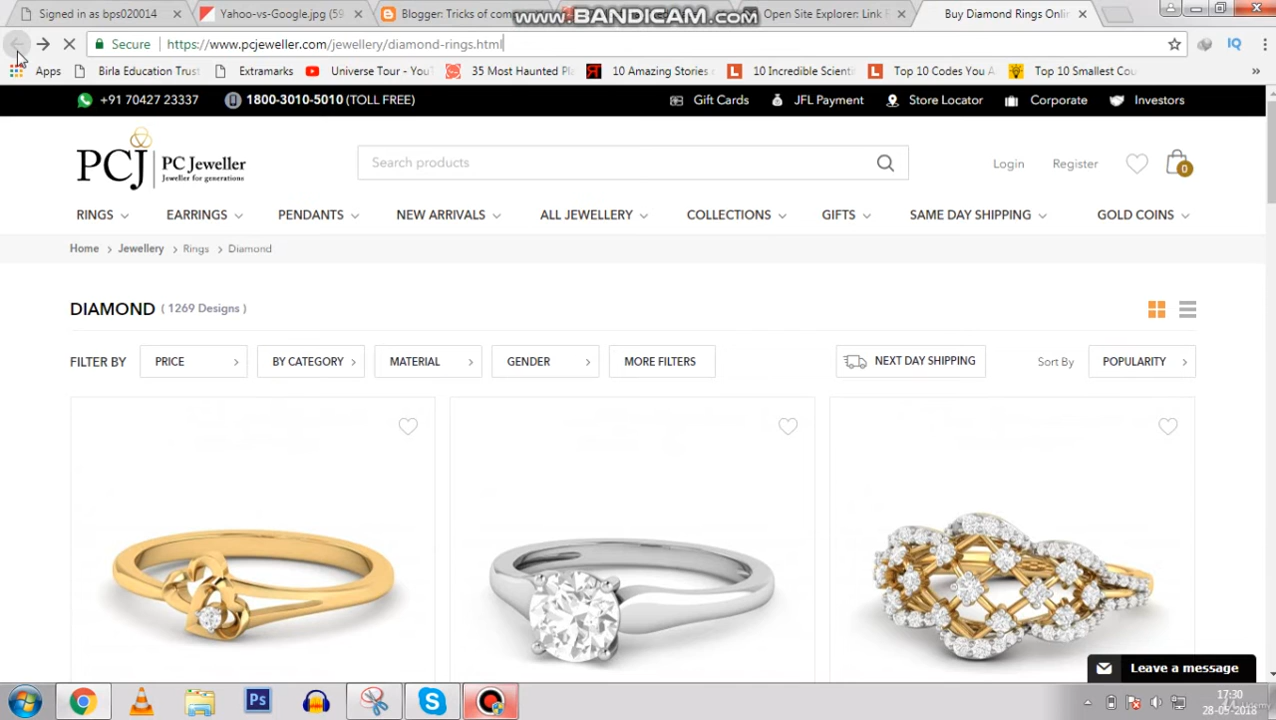 Signed in as bps020014
Yahoo-vs-Google.jpg (59
Blogger: Tricks of com
www.BANDICAM.com
Open Site Explorer: Link R
Buy Diamond Rings Onlin
Secure
https://www.pcjeweller.com/jewellery/diamond-rings.html
IQ
Apps
Birla Education Trust
Extramarks
Universe Tour - YouT
35 Most Haunted Pla
10 Amazing Stories o
10 Incredible Scienti
Top 10 Codes You A
Top 10 Smallest Cou
+91 70427 23337
1800-3010-5010 (TOLL FREE)
Gift Cards
JFL Payment
Store Locator
Corporate
Investors
PCJ PC Jeweller
Jeweller for generations
Search products
Login
Register
0
RINGS
EARRINGS
PENDANTS
NEW ARRIVALS
ALL JEWELLERY
COLLECTIONS
GIFTS
SAME DAY SHIPPING
GOLD COINS
Home > Jewellery > Rings > Diamond
DIAMOND ( 1269 Designs )
FILTER BY
PRICE
BY CATEGORY
MATERIAL
GENDER
MORE FILTERS
NEXT DAY SHIPPING
Sort By
POPULARITY
Leave a message
Ps
17:30
28-05-2018